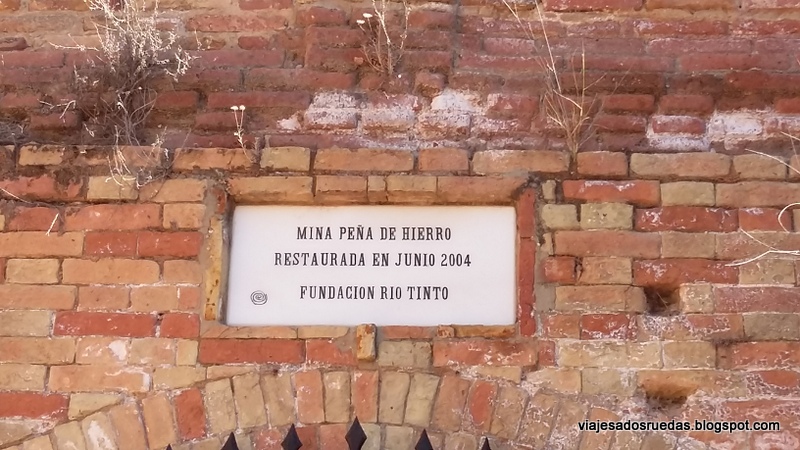 MINA PEÑA DE HIERRO
RESTAURADA EN JUNIO 2004
FUNDACION RIO TINTO
viajesadosruedas.blogspot.com